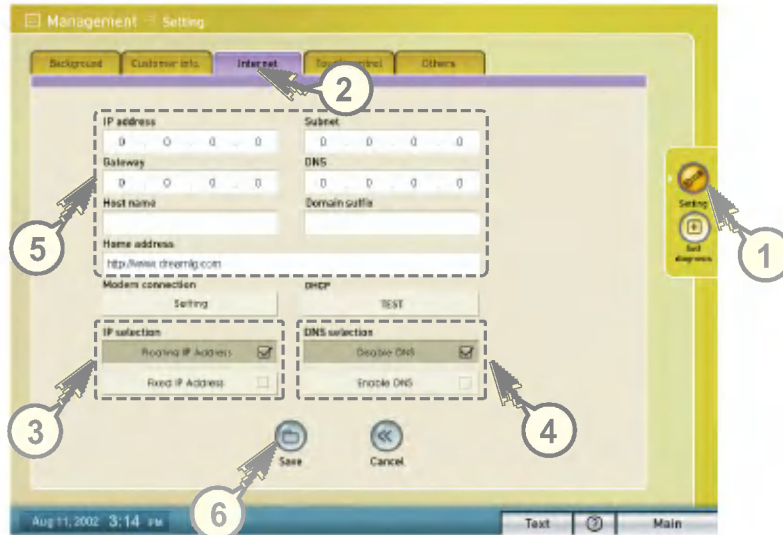 Management Setting
Background Customer info. Internet Touch control Others
2
IP address Subnet
0 . 0 . 0 . 0 0 . 0 . 0 . 0
Gateway DNS
0 . 0 . 0 . 0 0 . 0 . 0 . 0
Host name Domain suffix
Home address
http://www.dreamlg.com
Modem connection DHCP
Setting TEST
IP selection DNS selection
Floating IP Address Disable DNS
Fixed IP Address Enable DNS
5
3
4
Save Cancel
6
Setting
1
Self
diagnosis
Aug 11, 2002 3:14 PM Text ? Main